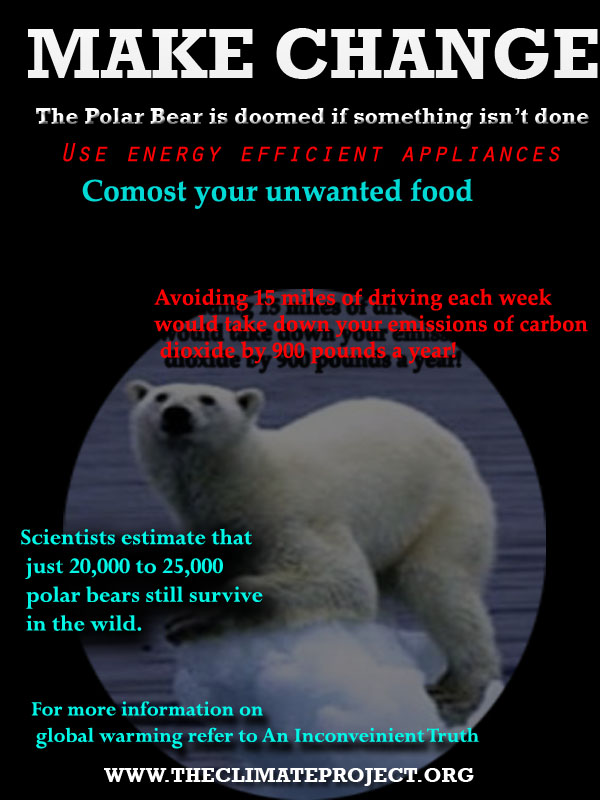 MAKE CHANGE
The Polar Bear is doomed if something isn't done
USE ENERGY EFFICIENT APPLIANCES
Comost your unwanted food
Avoiding 15 miles of driving each week
would take down your emissions of carbon
dioxide by 900 pounds a year!
Scientists estimate that
just 20,000 to 25,000
polar bears still survive
in the wild.
For more information on
global warming refer to An Inconveinient Truth
WWW.THECLIMATEPROJECT.ORG